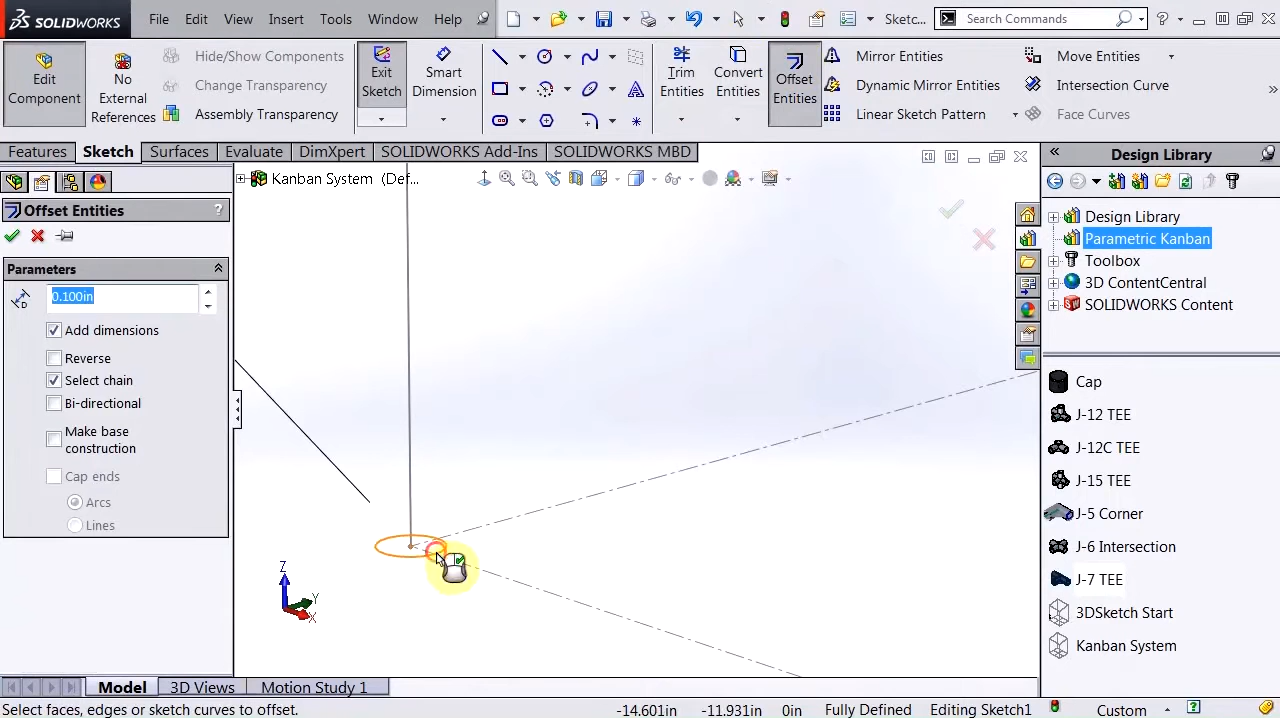 SOLIDWORKS File Edit View Insert Tools Window Help Sketc... Search Commands
Edit Component
No External References
Hide/Show Components
Change Transparency
Assembly Transparency
Exit Sketch
Smart Dimension
Trim Entities
Convert Entities
Offset Entities
Mirror Entities
Dynamic Mirror Entities
Linear Sketch Pattern
Move Entities
Intersection Curve
Face Curves
Features Sketch Surfaces Evaluate DimXpert SOLIDWORKS Add-Ins SOLIDWORKS MBD
Kanban System (Def...
Offset Entities
?
Parameters
0.100in
Add dimensions
Reverse
Select chain
Bi-directional
Make base construction
Cap ends
Arcs
Lines
Z
Y
X
Design Library
Design Library
Parametric Kanban
Toolbox
3D ContentCentral
SOLIDWORKS Content
Cap
J-12 TEE
J-12C TEE
J-15 TEE
J-5 Corner
J-6 Intersection
J-7 TEE
3DSketch Start
Kanban System
Model 3D Views Motion Study 1
Select faces, edges or sketch curves to offset. -14.601in -11.931in 0in Fully Defined Editing Sketch1 Custom